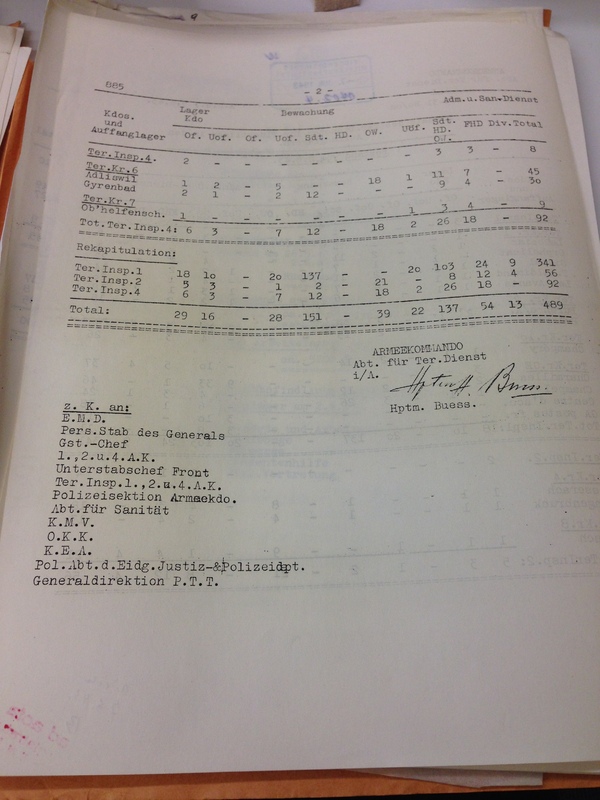 885
- 2 -
Adm.u.San.Dienst
Kdos. und Auffanglager Lager Kdo Bewachung
Of. Uof. Of. Uof. Sdt. HD. OW. Uof. Sdt. HD. OW. FHD Div. Total
Ter.Insp.4. 2 - - - - - - - 3 3 - 8
Ter.Kr.6
Adliswil 1 2 - 5 - - 18 1 11 7 - 45
Gyrenbad 2 1 - 2 12 - - - 9 4 - 30
Ter.Kr.7
Ob'helfensch. 1 - - - - - - 1 3 4 - 9
Tot.Ter.Insp.4: 6 3 - 7 12 - 18 2 26 18 - 92
Rekapitulation:
Ter.Insp.1 18 10 - 20 137 - - 20 103 24 9 341
Ter.Insp.2 5 3 - 1 2 - 21 - 8 12 4 56
Ter.Insp.4 6 3 - 7 12 - 18 2 26 18 - 92
Total: 29 16 - 28 151 - 39 22 137 54 13 489
ARMEEKOMMANDO
Abt. für Ter.Dienst
i/A.
Hptm. Buess.
z. K. an:
E.M.D.
Pers.Stab des Generals
Gst.-Chef
1.,2.u.4.A.K.
Unterstabschef Front
Ter.Insp.1.,2.u.4.A.K.
Polizeisektion Armeekdo.
Abt.für Sanität
K.M.V.
O.K.K.
K.E.A.
Pol.Abt.d.Eidg.Justiz-&Polizeidpt.
Generaldirektion P.T.T.